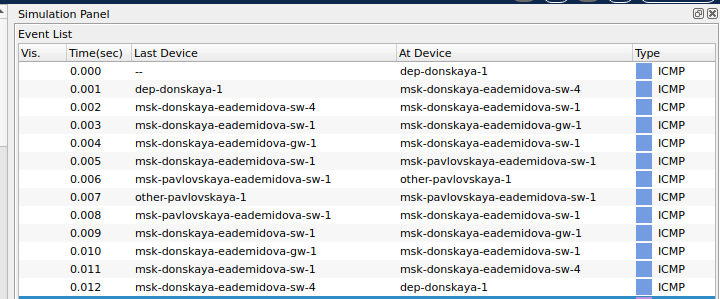 Simulation Panel
Event List
Vis. Time(sec) Last Device At Device Type
0.000 -- dep-donskaya-1 ICMP
0.001 dep-donskaya-1 msk-donskaya-eademidova-sw-4 ICMP
0.002 msk-donskaya-eademidova-sw-4 msk-donskaya-eademidova-sw-1 ICMP
0.003 msk-donskaya-eademidova-sw-1 msk-donskaya-eademidova-gw-1 ICMP
0.004 msk-donskaya-eademidova-gw-1 msk-donskaya-eademidova-sw-1 ICMP
0.005 msk-donskaya-eademidova-sw-1 msk-pavlovskaya-eademidova-sw-1 ICMP
0.006 msk-pavlovskaya-eademidova-sw-1 other-pavlovskaya-1 ICMP
0.007 other-pavlovskaya-1 msk-pavlovskaya-eademidova-sw-1 ICMP
0.008 msk-pavlovskaya-eademidova-sw-1 msk-donskaya-eademidova-sw-1 ICMP
0.009 msk-donskaya-eademidova-sw-1 msk-donskaya-eademidova-gw-1 ICMP
0.010 msk-donskaya-eademidova-gw-1 msk-donskaya-eademidova-sw-1 ICMP
0.011 msk-donskaya-eademidova-sw-1 msk-donskaya-eademidova-sw-4 ICMP
0.012 msk-donskaya-eademidova-sw-4 dep-donskaya-1 ICMP